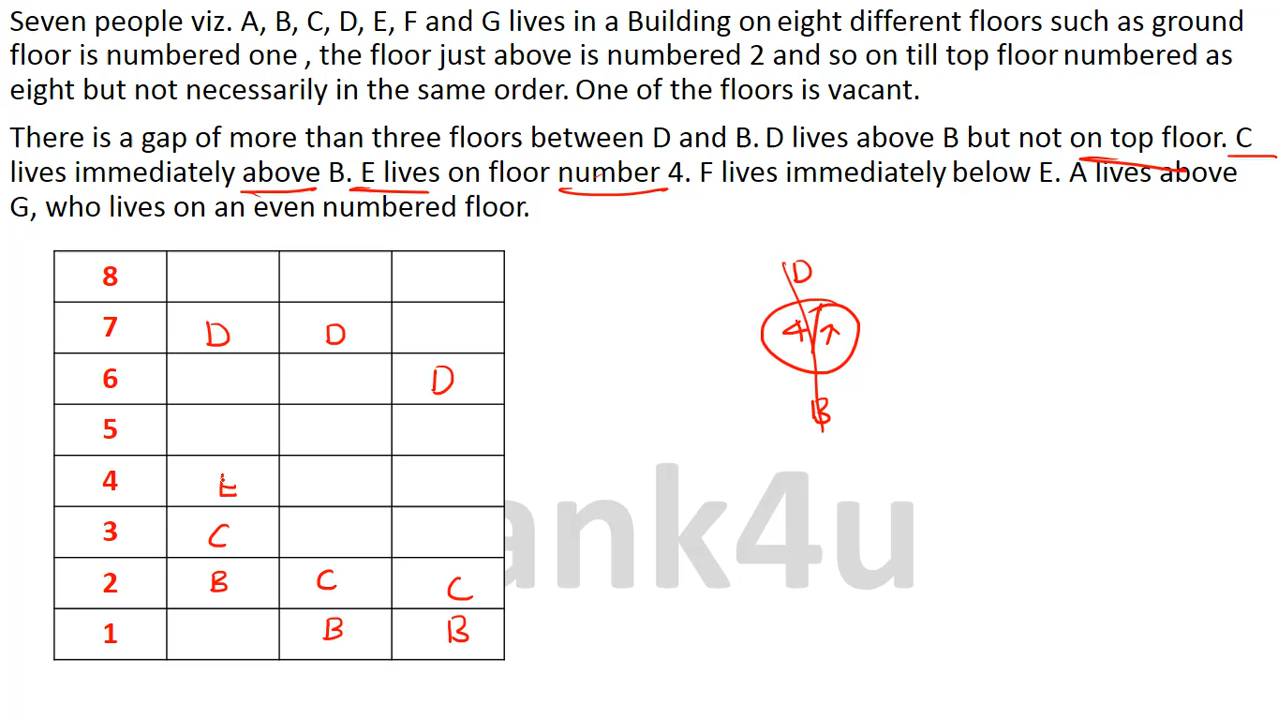 Seven people viz. A, B, C, D, E, F and G lives in a Building on eight different floors such as ground
floor is numbered one , the floor just above is numbered 2 and so on till top floor numbered as
eight but not necessarily in the same order. One of the floors is vacant.
There is a gap of more than three floors between D and B. D lives above B but not on top floor. C
lives immediately above B. E lives on floor number 4. F lives immediately below E. A lives above
G, who lives on an even numbered floor.
8
7 D D
6 D
5
4 E
3 C
2 B C C
1 B B
D
4 ↑
B
ank4u